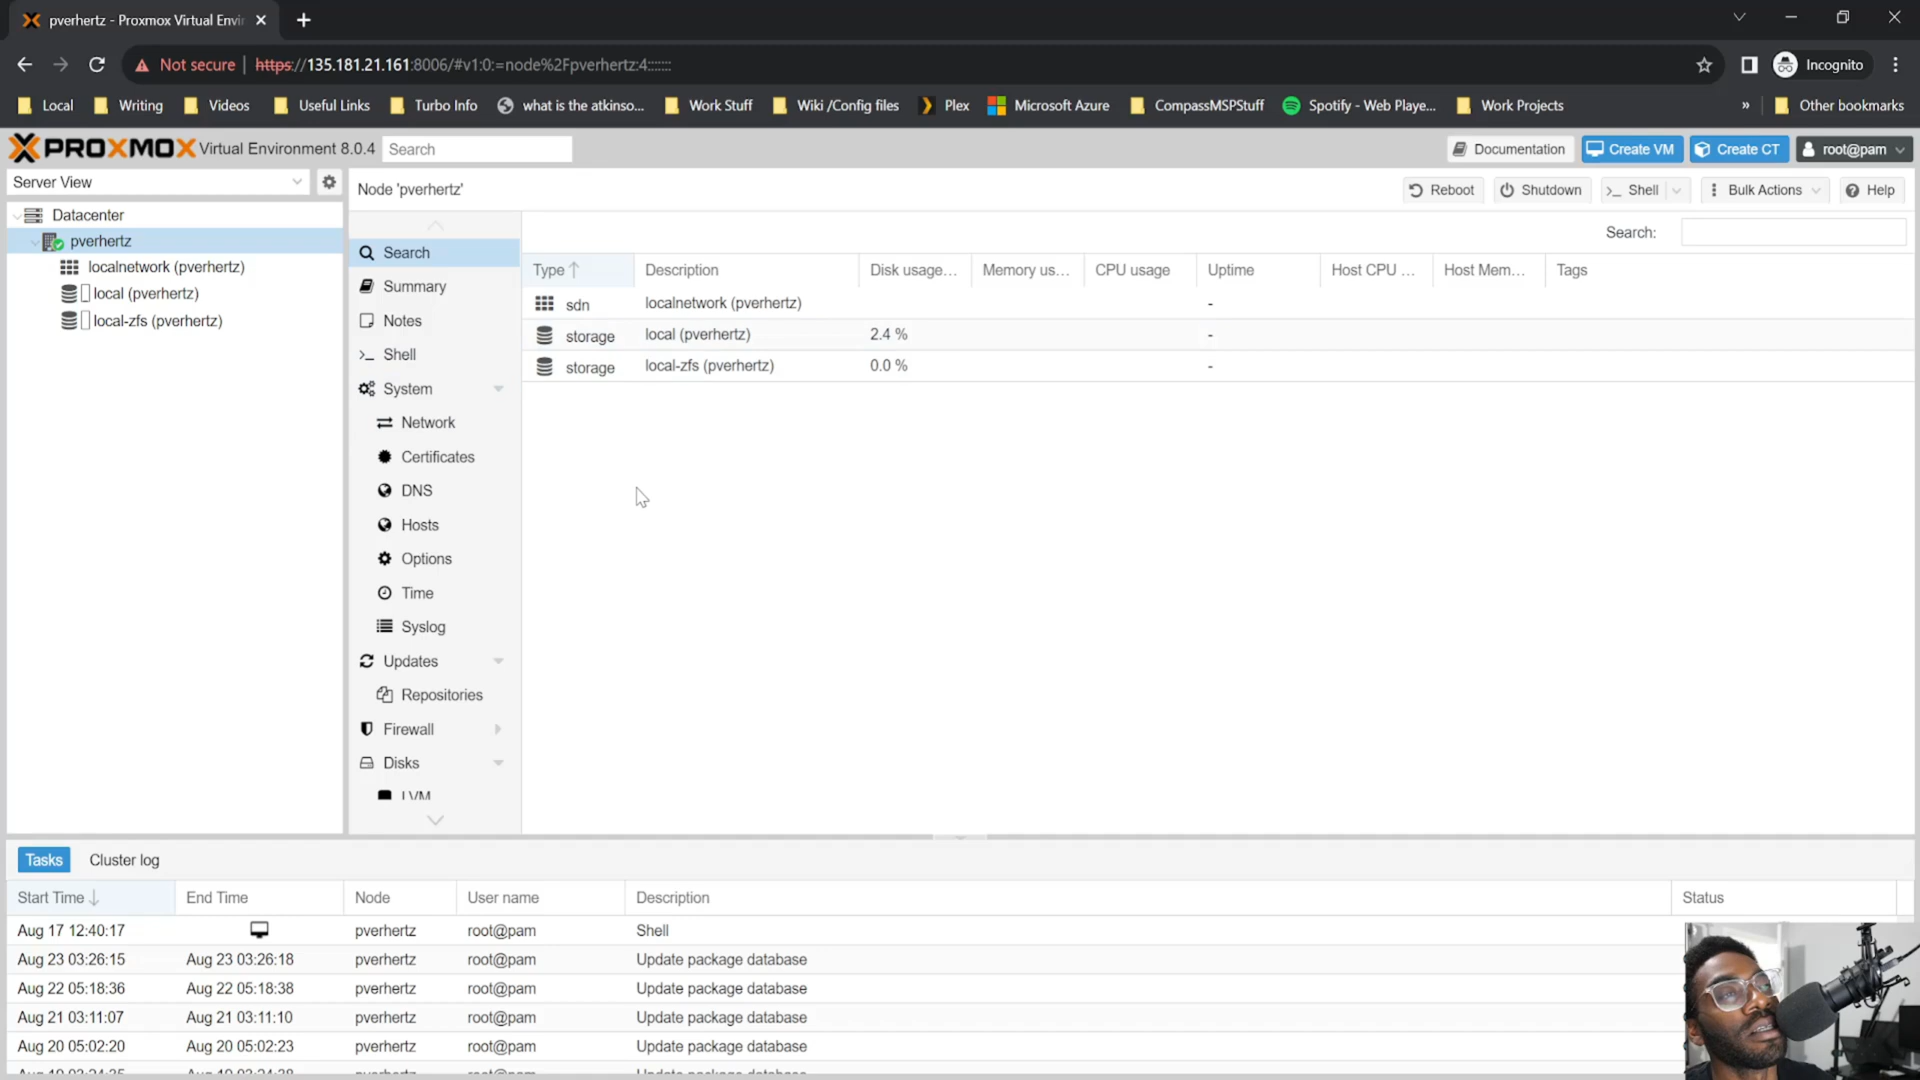 pverhertz - Proxmox Virtual Envir
Not secure | https://135.181.21.161:8006/#v1:0:=node%2Fpverhertz:4:::::::
Incognito
Local Writing Videos Useful Links Turbo Info what is the atkinso... Work Stuff Wiki /Config files Plex Microsoft Azure CompassMSPStuff Spotify - Web Playe... Work Projects » Other bookmarks
PROXMOX Virtual Environment 8.0.4 Search Documentation Create VM Create CT root@pam
Server View
Node 'pverhertz' Reboot Shutdown Shell Bulk Actions Help
Datacenter
pverhertz
localnetwork (pverhertz)
local (pverhertz)
local-zfs (pverhertz)
Search
Summary
Notes
Shell
System
Network
Certificates
DNS
Hosts
Options
Time
Syslog
Updates
Repositories
Firewall
Disks
LVM
Search:
Type Description Disk usage... Memory us... CPU usage Uptime Host CPU ... Host Mem... Tags
sdn localnetwork (pverhertz) -
storage local (pverhertz) 2.4 % -
storage local-zfs (pverhertz) 0.0 % -
Tasks Cluster log
Start Time End Time Node User name Description Status
Aug 17 12:40:17 pverhertz root@pam Shell
Aug 23 03:26:15 Aug 23 03:26:18 pverhertz root@pam Update package database
Aug 22 05:18:36 Aug 22 05:18:38 pverhertz root@pam Update package database
Aug 21 03:11:07 Aug 21 03:11:10 pverhertz root@pam Update package database
Aug 20 05:02:20 Aug 20 05:02:23 pverhertz root@pam Update package database